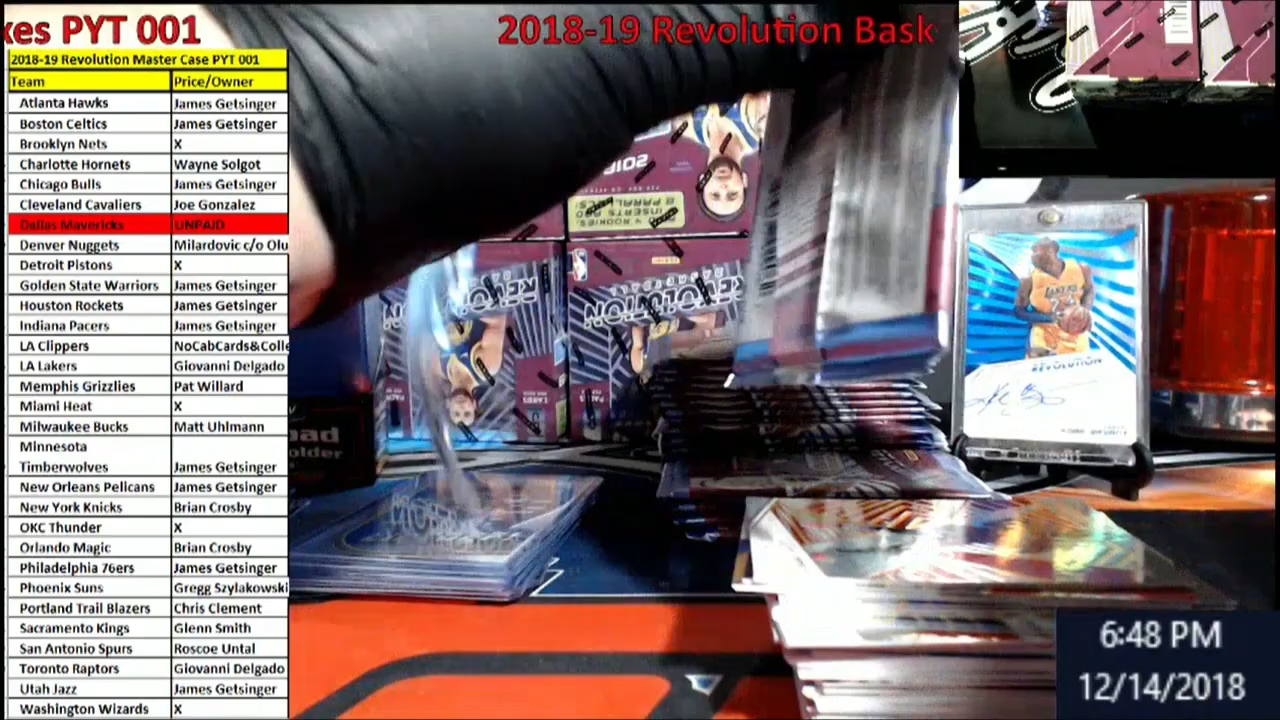 xes PYT 001
2018-19 Revolution Bask
2018-19 Revolution Master Case PYT 001
Team Price/Owner
Atlanta Hawks James Getsinger
Boston Celtics James Getsinger
Brooklyn Nets X
Charlotte Hornets Wayne Solgot
Chicago Bulls James Getsinger
Cleveland Cavaliers Joe Gonzalez
Dallas Mavericks UNPAID
Denver Nuggets Milardovic c/o Olu
Detroit Pistons X
Golden State Warriors James Getsinger
Houston Rockets James Getsinger
Indiana Pacers James Getsinger
LA Clippers NoCabCards&Colle
LA Lakers Giovanni Delgado
Memphis Grizzlies Pat Willard
Miami Heat X
Milwaukee Bucks Matt Uhlmann
Minnesota
Timberwolves James Getsinger
New Orleans Pelicans James Getsinger
New York Knicks Brian Crosby
OKC Thunder X
Orlando Magic Brian Crosby
Philadelphia 76ers James Getsinger
Phoenix Suns Gregg Szylakowski
Portland Trail Blazers Chris Clement
Sacramento Kings Glenn Smith
San Antonio Spurs Roscoe Untal
Toronto Raptors Giovanni Delgado
Utah Jazz James Getsinger
Washington Wizards X
REVOLUTION
REVOLUTION
LAKERS
REVOLUTION
6:48 PM
12/14/2018